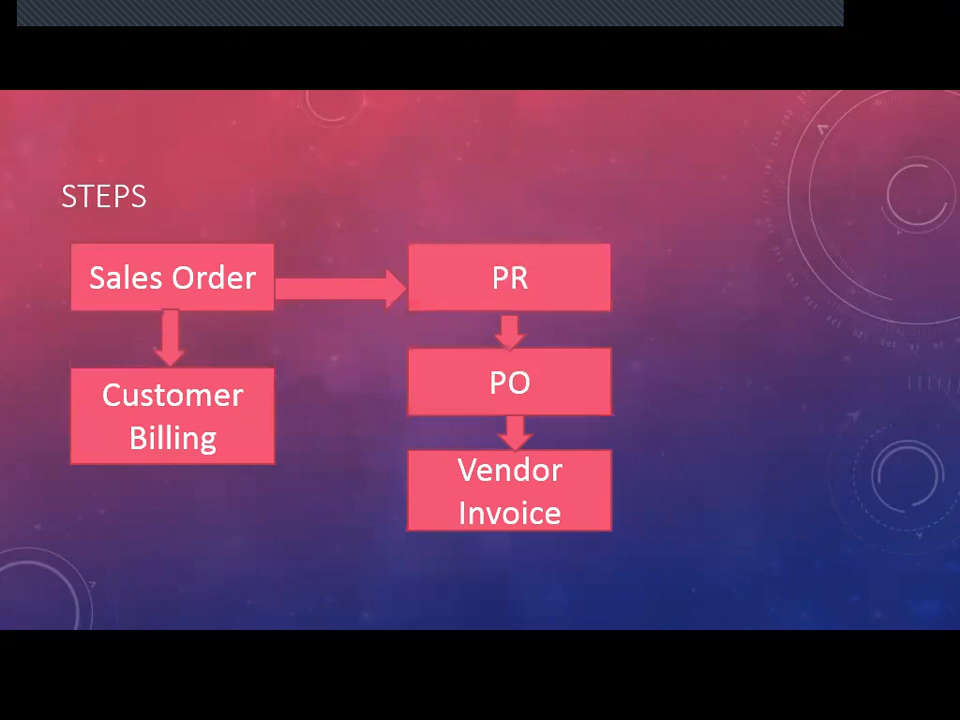 STEPS
Sales Order
PR
Customer
Billing
PO
Vendor
Invoice